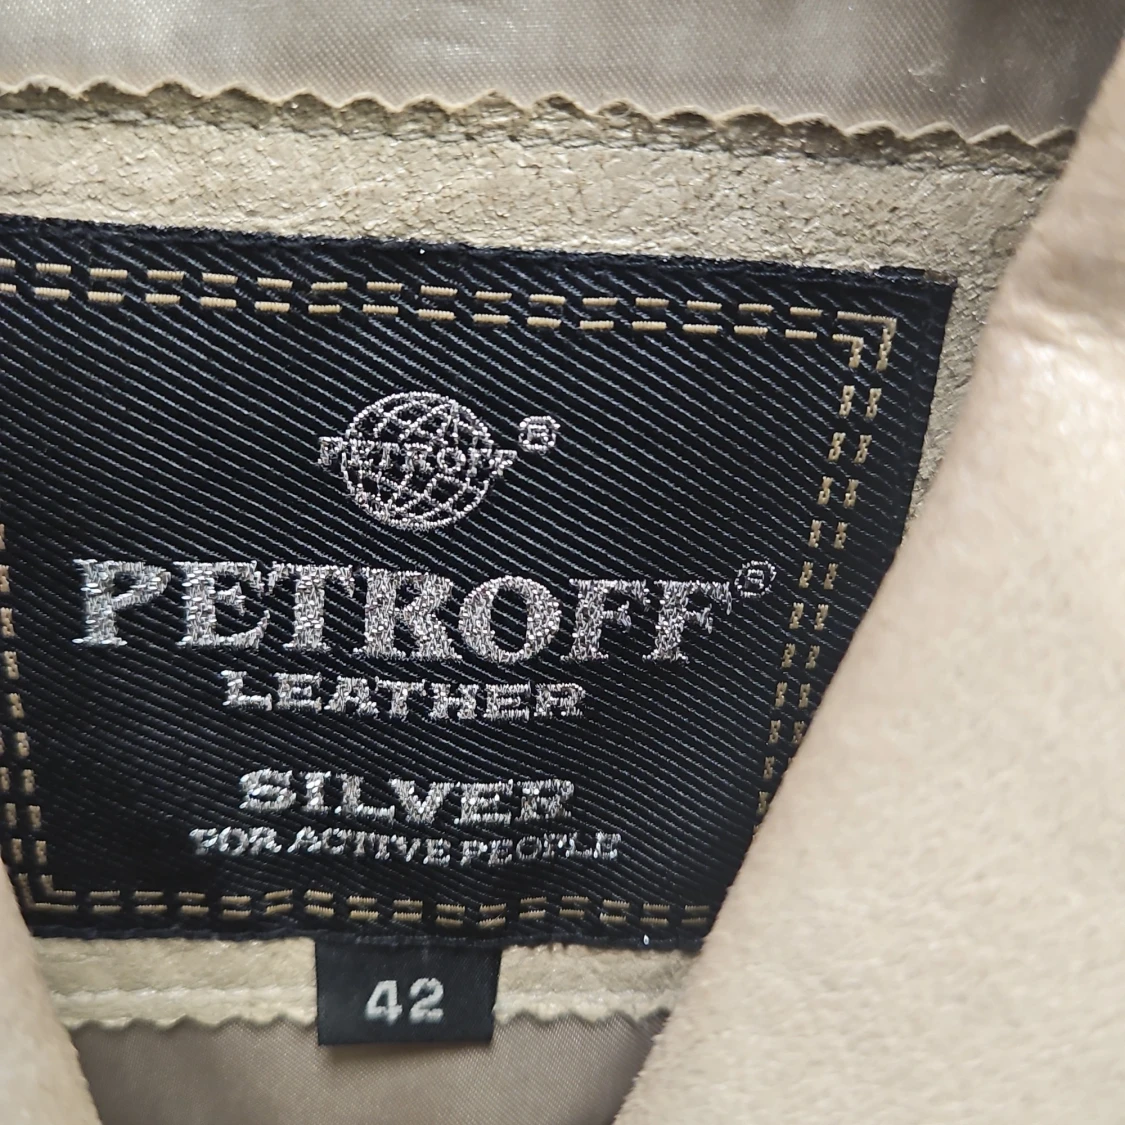 PETROFF ®
PETROFF ®
LEATHER
SILVER
FOR ACTIVE PEOPLE
42